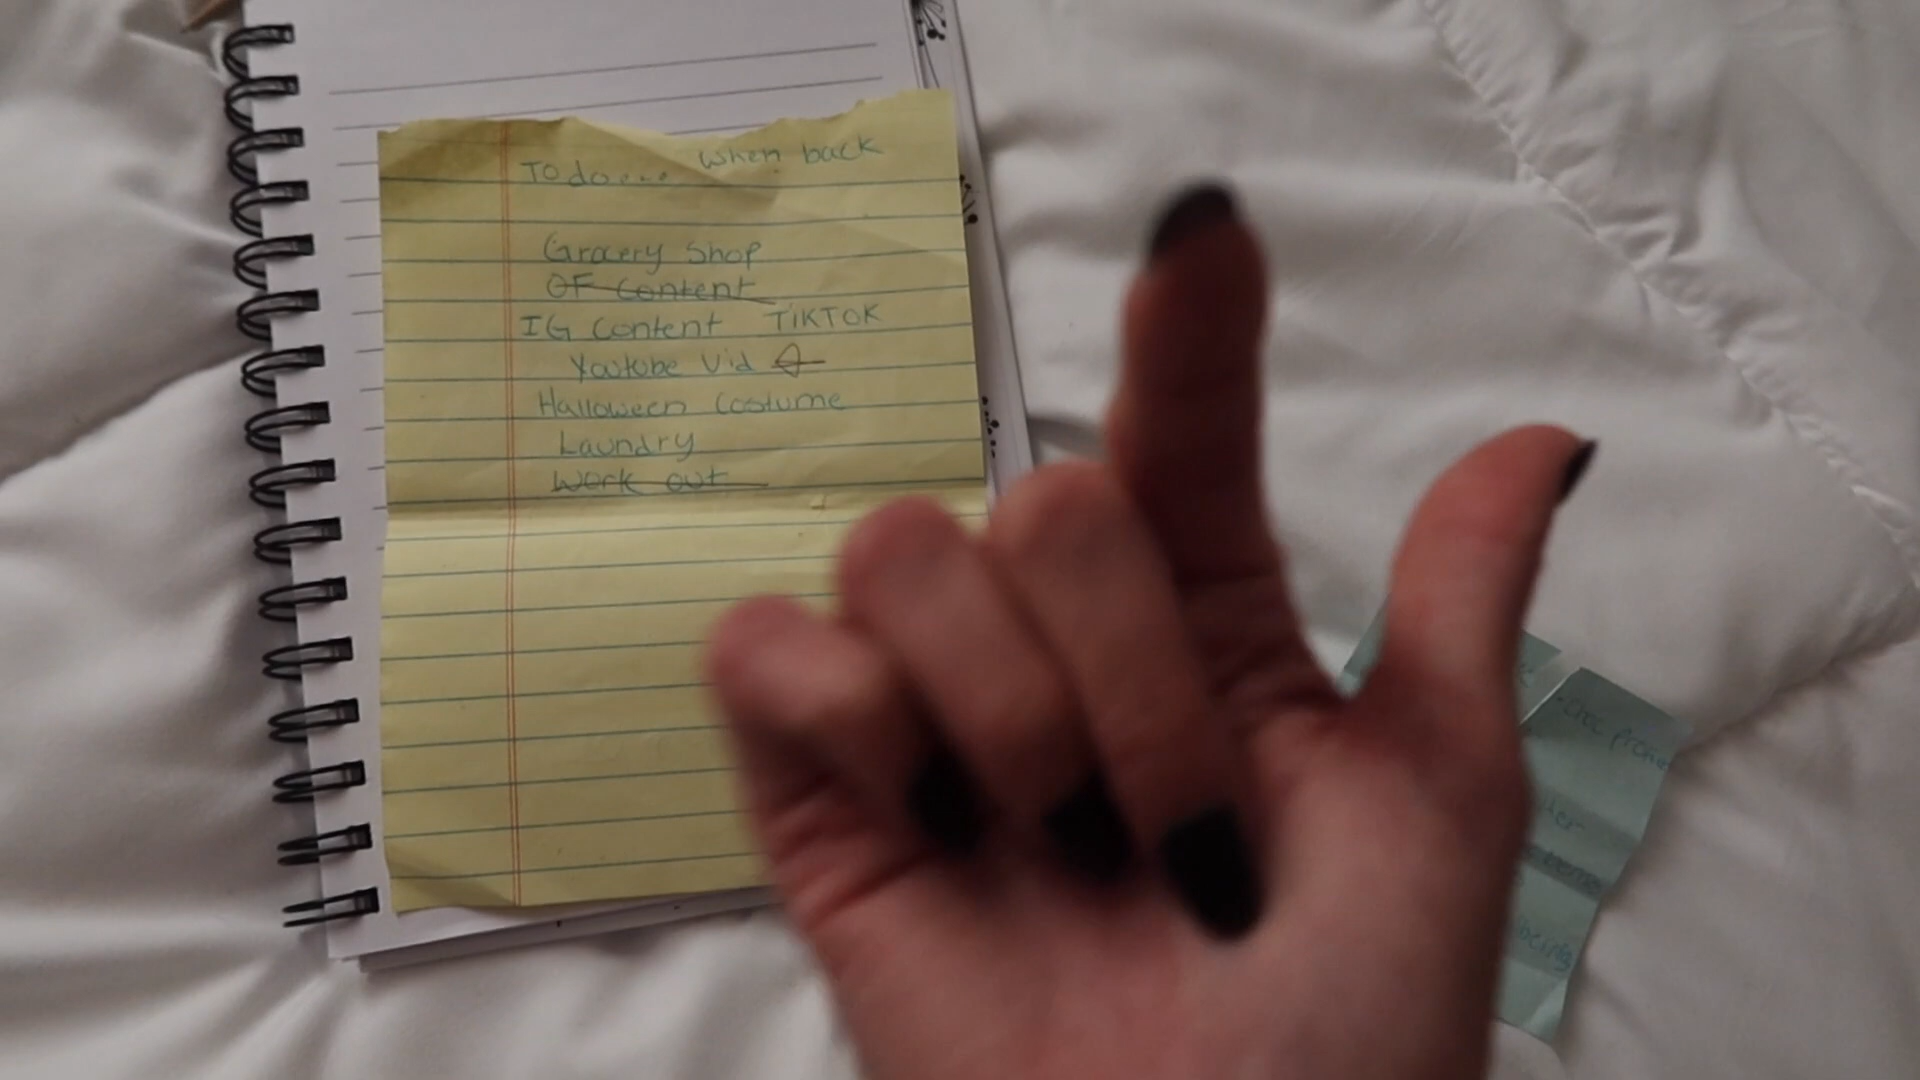 To do... when back
Grocery Shop
OF Content
IG Content TIKTOK
Youtube Vid
Halloween Costume
Laundry
Work out